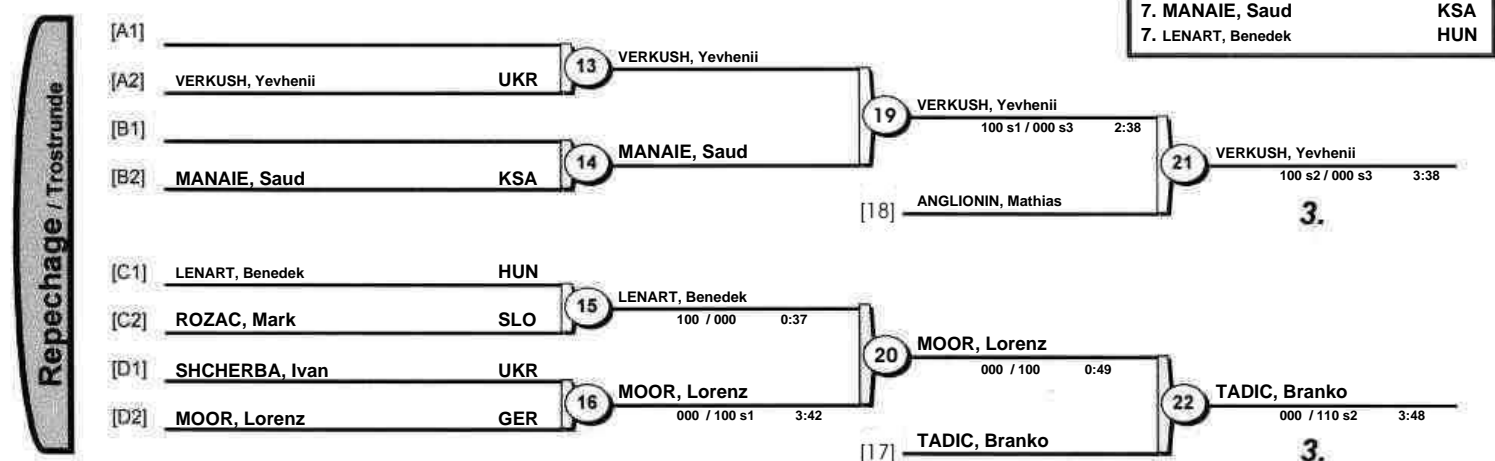 7. MANAIE, Saud KSA
7. LENART, Benedek HUN
Repechage / Trostrunde
[A1]
[A2] VERKUSH, Yevhenii UKR
13 VERKUSH, Yevhenii
[B1]
[B2] MANAIE, Saud KSA
14 MANAIE, Saud
19 VERKUSH, Yevhenii
100 s1 / 000 s3 2:38
[18] ANGLIONIN, Mathias
21 VERKUSH, Yevhenii
100 s2 / 000 s3 3:38
3.
[C1] LENART, Benedek HUN
[C2] ROZAC, Mark SLO
15 LENART, Benedek
100 / 000 0:37
[D1] SHCHERBA, Ivan UKR
[D2] MOOR, Lorenz GER
16 MOOR, Lorenz
000 / 100 s1 3:42
20 MOOR, Lorenz
000 / 100 0:49
[17] TADIC, Branko
22 TADIC, Branko
000 / 110 s2 3:48
3.